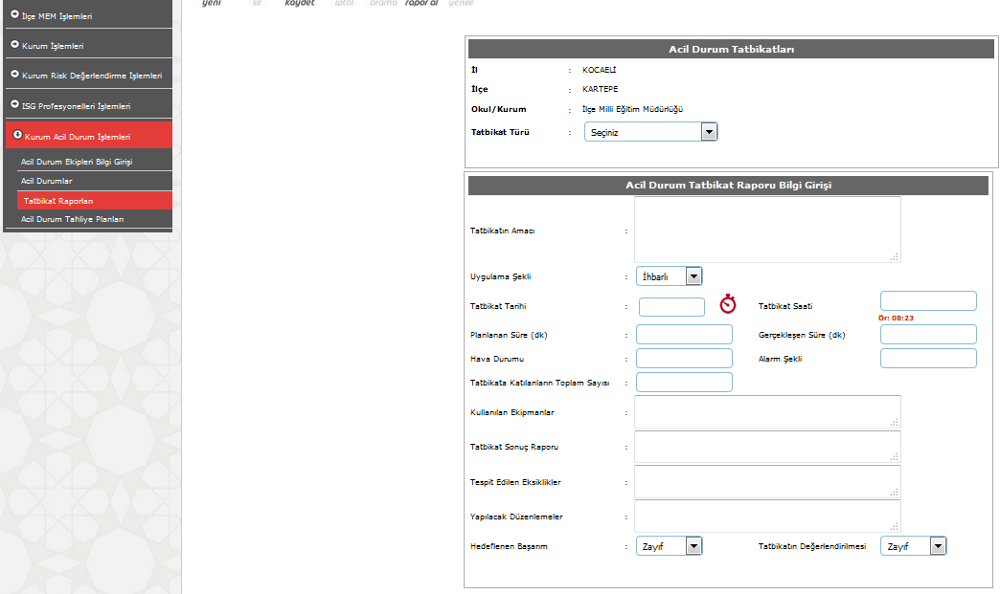 yeni sil kaydet iptal arama rapor al yenile
İlçe MEM İşlemleri
Kurum İşlemleri
Kurum Risk Değerlendirme İşlemleri
ISG Profesyonelleri İşlemleri
Kurum Acil Durum İşlemleri
Acil Durum Ekipleri Bilgi Girişi
Acil Durumlar
Tatbikat Raporları
Acil Durum Tahliye Planları
Acil Durum Tatbikatları
İl : KOCAELİ
İlçe : KARTEPE
Okul/Kurum : İlçe Milli Eğitim Müdürlüğü
Tatbikat Türü : Seçiniz
Acil Durum Tatbikat Raporu Bilgi Girişi
Tatbikatın Amacı :
Uygulama Şekli : İhbarlı
Tatbikat Tarihi : Tatbikat Saati
Ör: 08:23
Planlanan Süre (dk) : Gerçekleşen Süre (dk)
Hava Durumu : Alarm Şekli
Tatbikata Katılanların Toplam Sayısı :
Kullanılan Ekipmanlar :
Tatbikat Sonuç Raporu :
Tespit Edilen Eksiklikler :
Yapılacak Düzenlemeler :
Hedeflenen Başarım : Zayıf Tatbikatın Değerlendirilmesi Zayıf